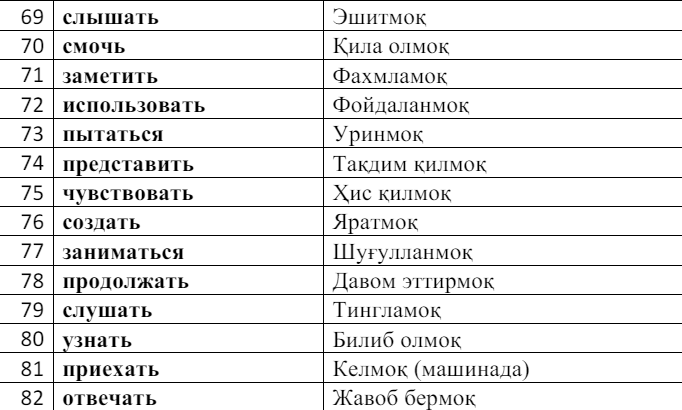 69 слышать Эшитмоқ
70 смочь Қила олмоқ
71 заметить Фахмламоқ
72 использовать Фойдаланмоқ
73 пытаться Уринмоқ
74 представить Тақдим қилмоқ
75 чувствовать Ҳис қилмоқ
76 создать Яратмоқ
77 заниматься Шуғулланмоқ
78 продолжать Давом эттирмоқ
79 слушать Тингламоқ
80 узнать Билиб олмоқ
81 приехать Келмоқ (машинада)
82 отвечать Жавоб бермоқ